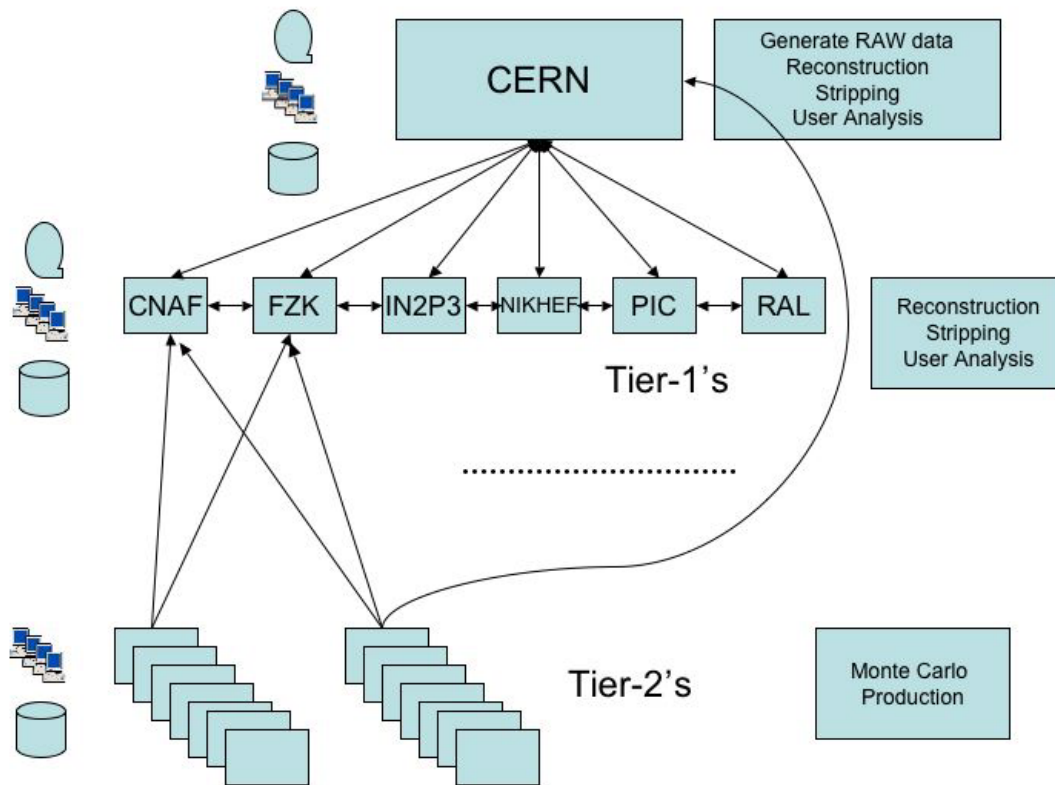 CERN
Generate RAW data
Reconstruction
Stripping
User Analysis
CNAF
FZK
IN2P3
NIKHEF
PIC
RAL
Tier-1's
Reconstruction
Stripping
User Analysis
Tier-2's
Monte Carlo
Production